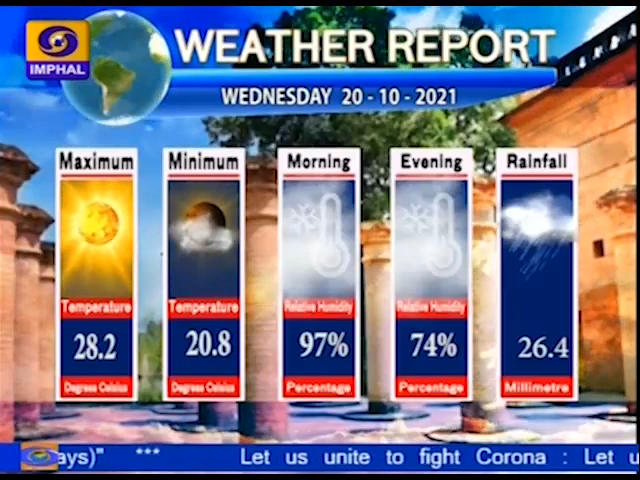 IMPHAL
WEATHER REPORT
WEDNESDAY 20 - 10 - 2021
Maximum
Temperature
28.2
Degrees Celsius
Minimum
Temperature
20.8
Degrees Celsius
Morning
Relative Humidity
97%
Percentage
Evening
Relative Humidity
74%
Percentage
Rainfall
26.4
Millimetre
ays)" *** Let us unite to fight Corona : Let u